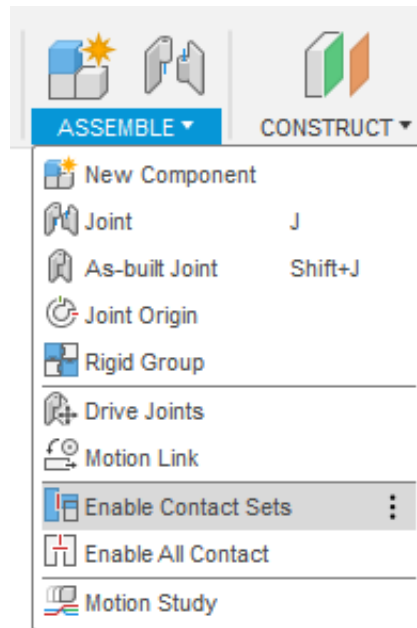 ASSEMBLE ▾ CONSTRUCT ▾
New Component
Joint J
As-built Joint Shift+J
Joint Origin
Rigid Group
Drive Joints
Motion Link
Enable Contact Sets
Enable All Contact
Motion Study